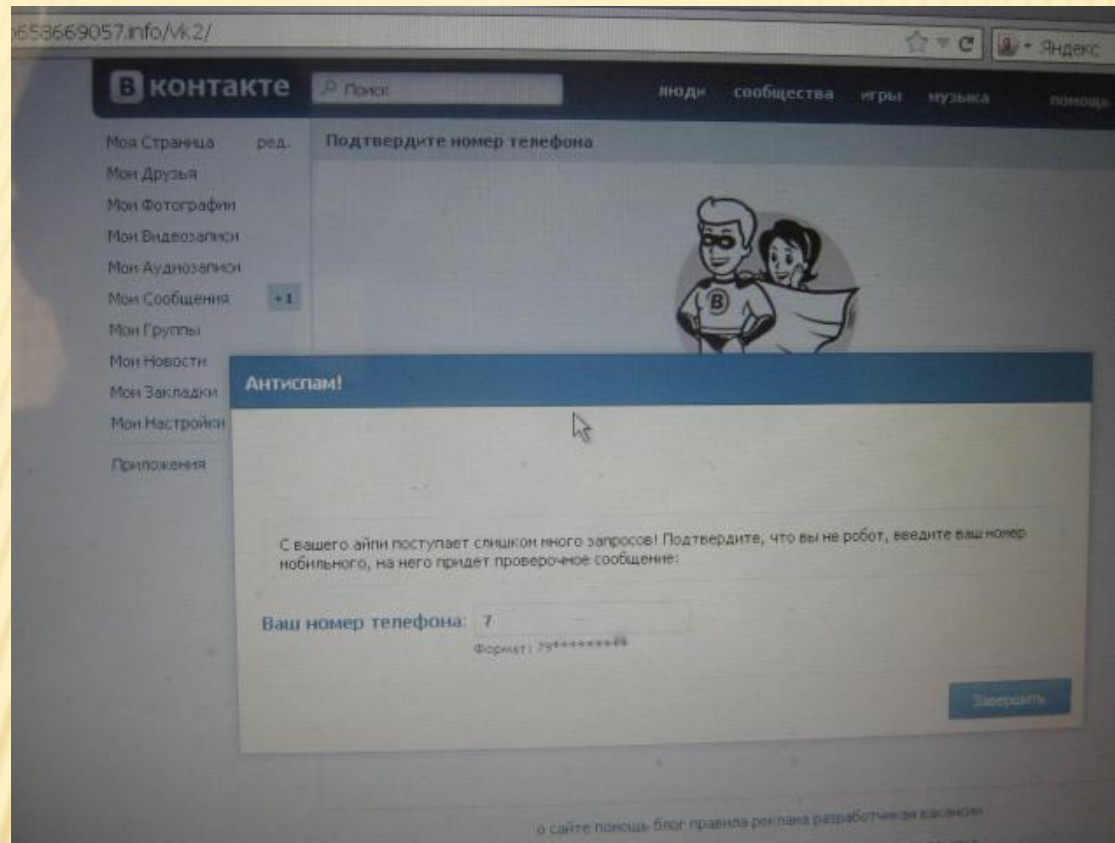 658669057.info/vk2/
Яндекс
В контакте
Поиск
люди сообщества игры музыка помощь
Моя Страница ред.
Подтвердите номер телефона
Мои Друзья
Мои Фотографии
Мои Видеозаписи
Мои Аудиозаписи
Мои Сообщения +1
Мои Группы
Мои Новости
Мои Закладки
Мои Настройки
Приложения
В
Антиспам!
С вашего айпи поступает слишком много запросов! Подтвердите, что вы не робот, введите ваш номер
мобильного, на него придет проверочное сообщение:
Ваш номер телефона: 7
Формат: 79*********
Завершить
о сайте помощь блог правила реклама разработчикам вакансии